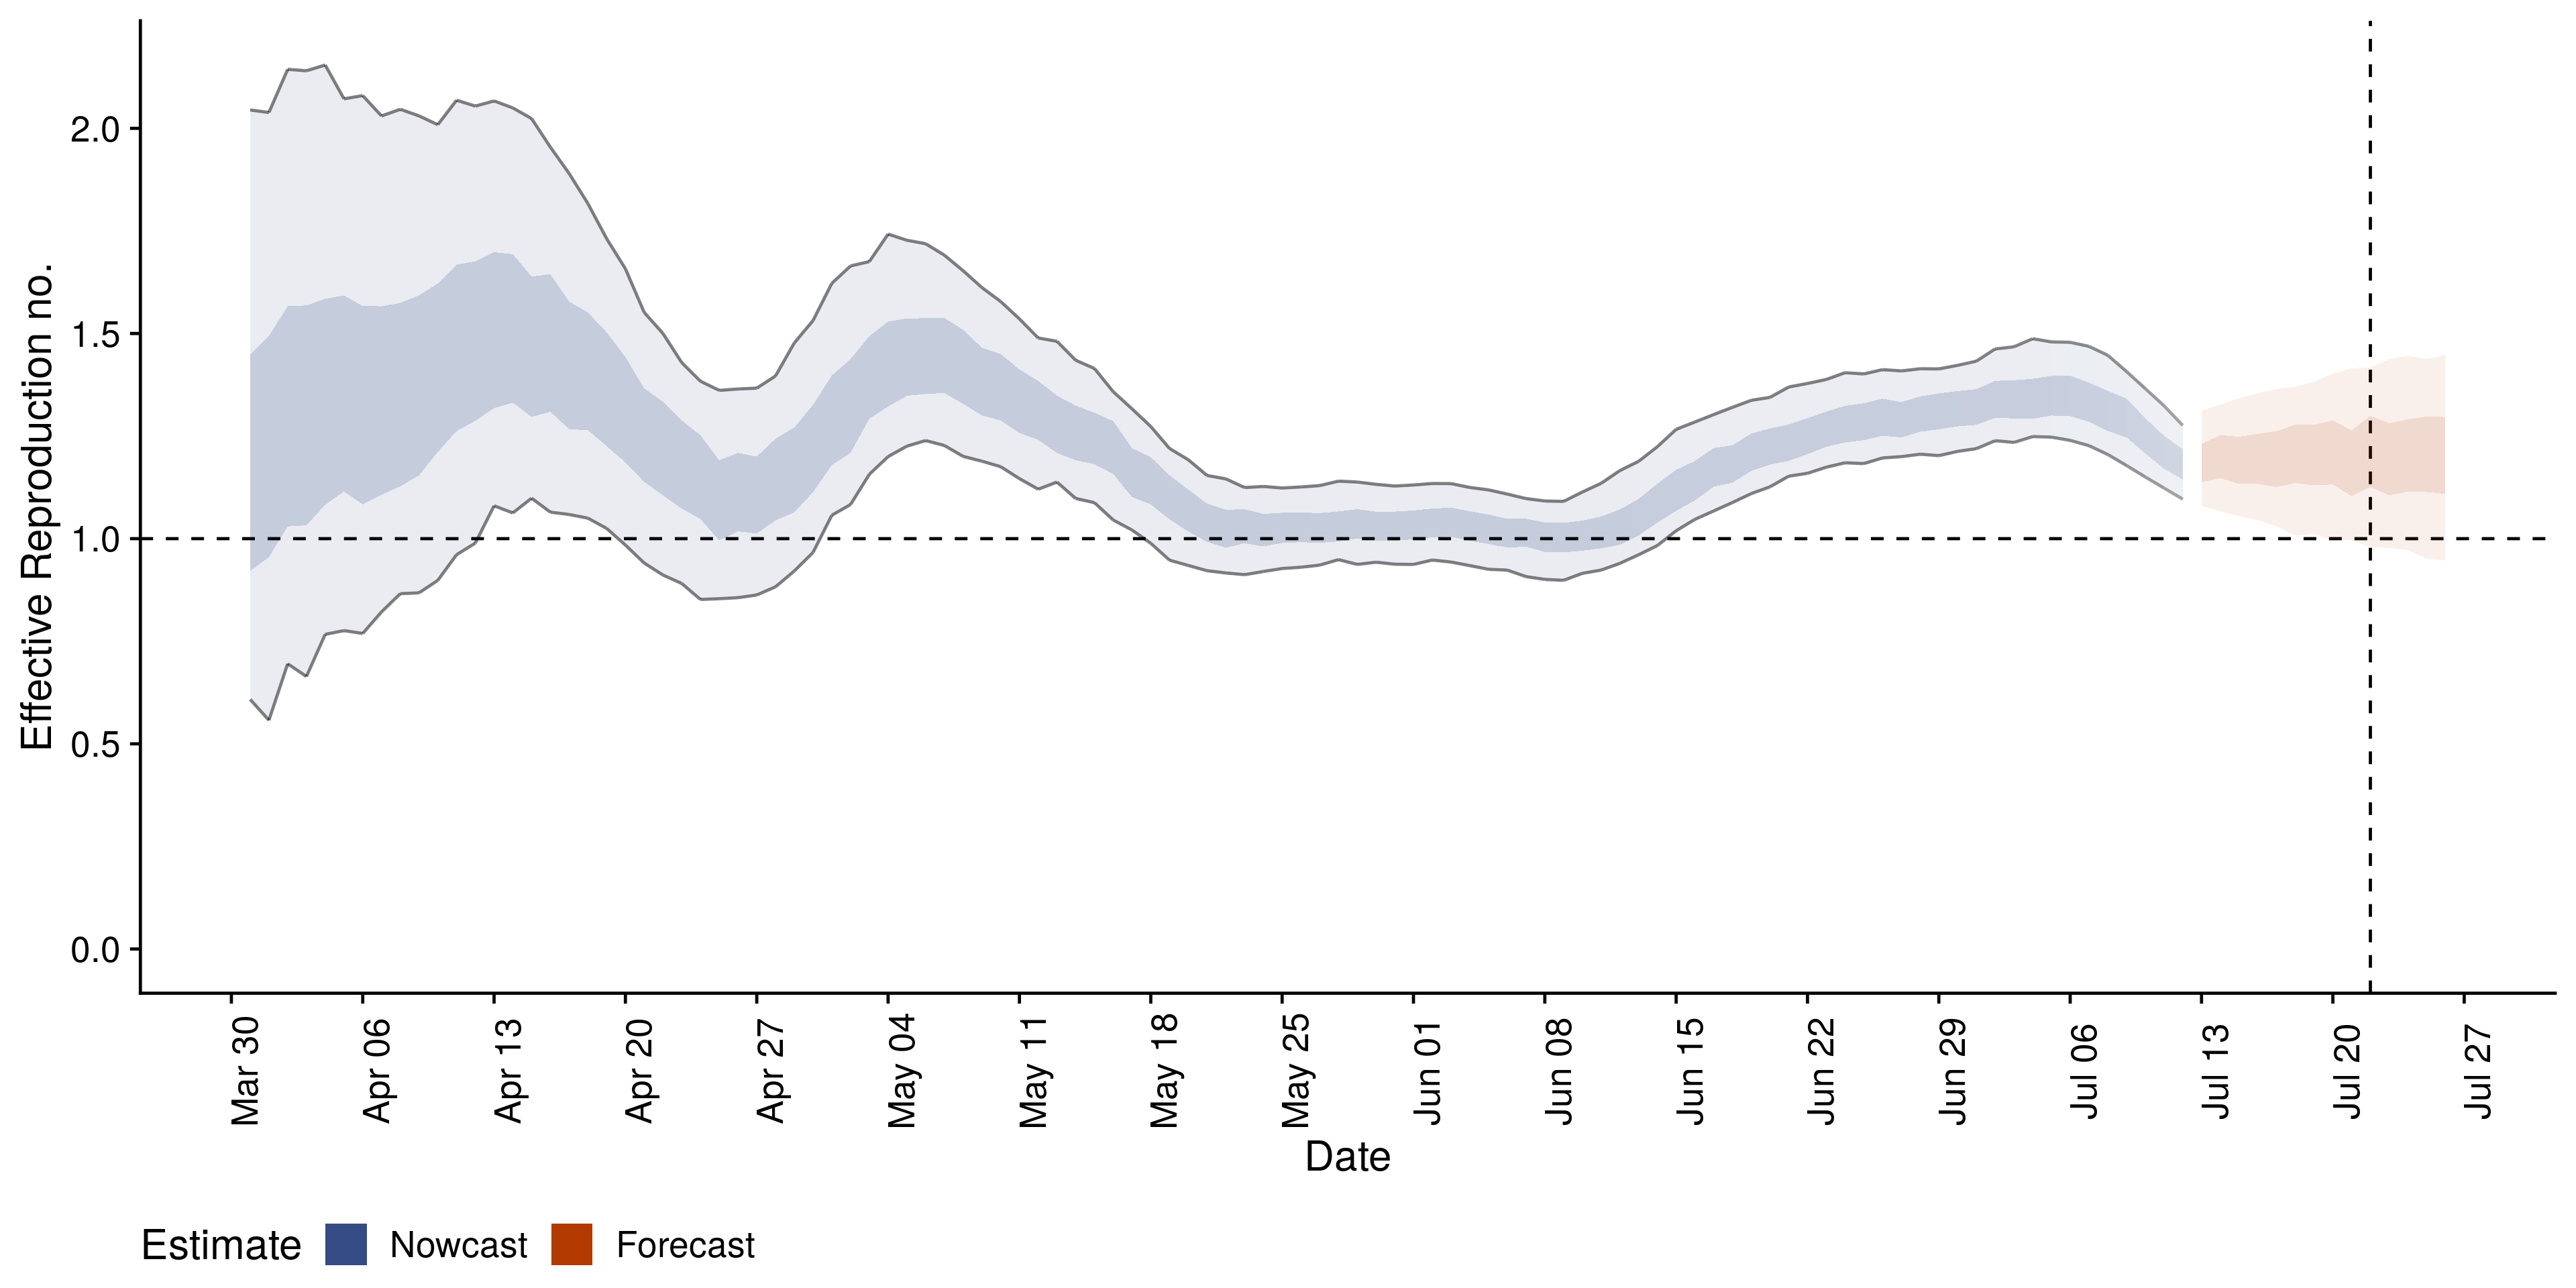 Effective Reproduction no.
2.0
1.5
1.0
0.5
0.0
Mar 30
Apr 06
Apr 13
Apr 20
Apr 27
May 04
May 11
May 18
May 25
Jun 01
Jun 08
Jun 15
Jun 22
Jun 29
Jul 06
Jul 13
Jul 20
Jul 27
Date
Estimate Nowcast Forecast